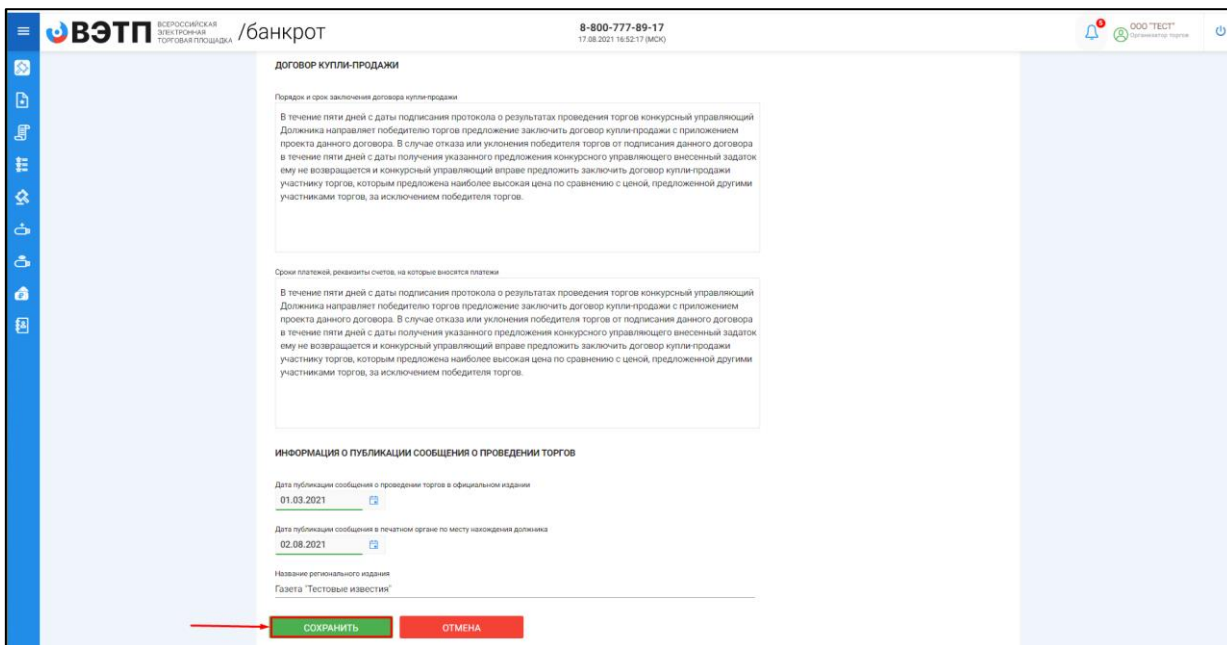 ВЭТП ВСЕРОССИЙСКАЯ ЭЛЕКТРОННАЯ ТОРГОВАЯ ПЛОЩАДКА /банкрот
8-800-777-89-17
17.08.2021 16:52:17 (МСК)
ООО "ТЕСТ"
Организатор торгов
ДОГОВОР КУПЛИ-ПРОДАЖИ
Порядок и срок заключения договора купли-продажи
В течение пяти дней с даты подписания протокола о результатах проведения торгов конкурсный управляющий
Должника направляет победителю торгов предложение заключить договор купли-продажи с приложением
проекта данного договора. В случае отказа или уклонения победителя торгов от подписания данного договора
в течение пяти дней с даты получения указанного предложения конкурсного управляющего внесенный задаток
ему не возвращается и конкурсный управляющий вправе предложить заключить договор купли-продажи
участнику торгов, которым предложена наиболее высокая цена по сравнению с ценой, предложенной другими
участниками торгов, за исключением победителя торгов.
Сроки платежей, реквизиты счетов, на которые вносятся платежи
В течение пяти дней с даты подписания протокола о результатах проведения торгов конкурсный управляющий
Должника направляет победителю торгов предложение заключить договор купли-продажи с приложением
проекта данного договора. В случае отказа или уклонения победителя торгов от подписания данного договора
в течение пяти дней с даты получения указанного предложения конкурсного управляющего внесенный задаток
ему не возвращается и конкурсный управляющий вправе предложить заключить договор купли-продажи
участнику торгов, которым предложена наиболее высокая цена по сравнению с ценой, предложенной другими
участниками торгов, за исключением победителя торгов.
ИНФОРМАЦИЯ О ПУБЛИКАЦИИ СООБЩЕНИЯ О ПРОВЕДЕНИИ ТОРГОВ
Дата публикации сообщения о проведении торгов в официальном издании
01.03.2021
Дата публикации сообщения в печатном органе по месту нахождения должника
02.08.2021
Название регионального издания
Газета "Тестовые известия"
СОХРАНИТЬ ОТМЕНА